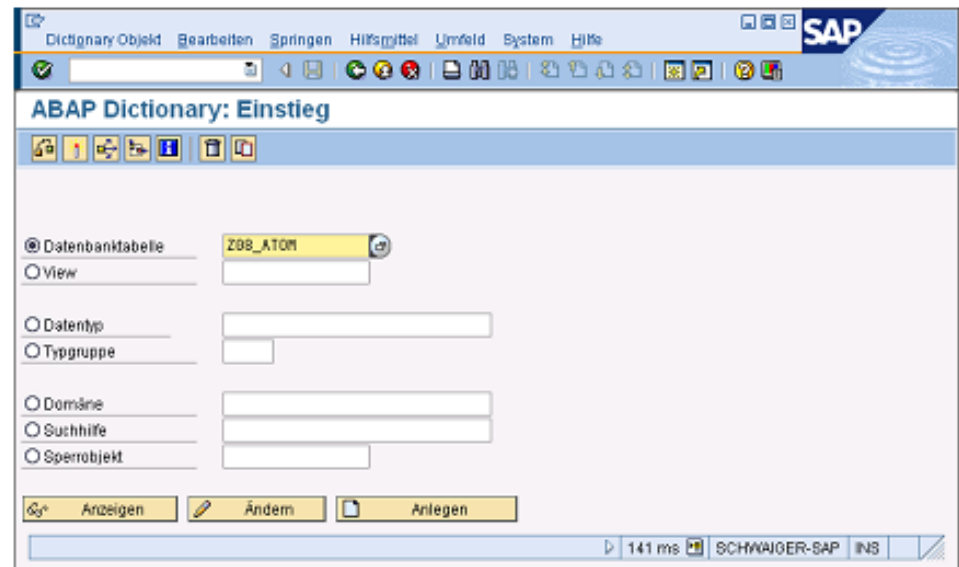 Dictionary Objekt Bearbeiten Springen Hilfsmittel Umfeld System Hilfe
SAP
ABAP Dictionary: Einstieg
Datenbanktabelle ZDB_ATOM
View
Datentyp
Typgruppe
Domäne
Suchhilfe
Sperrobjekt
Anzeigen Ändern Anlegen
141 ms SCHWAIGER-SAP INS